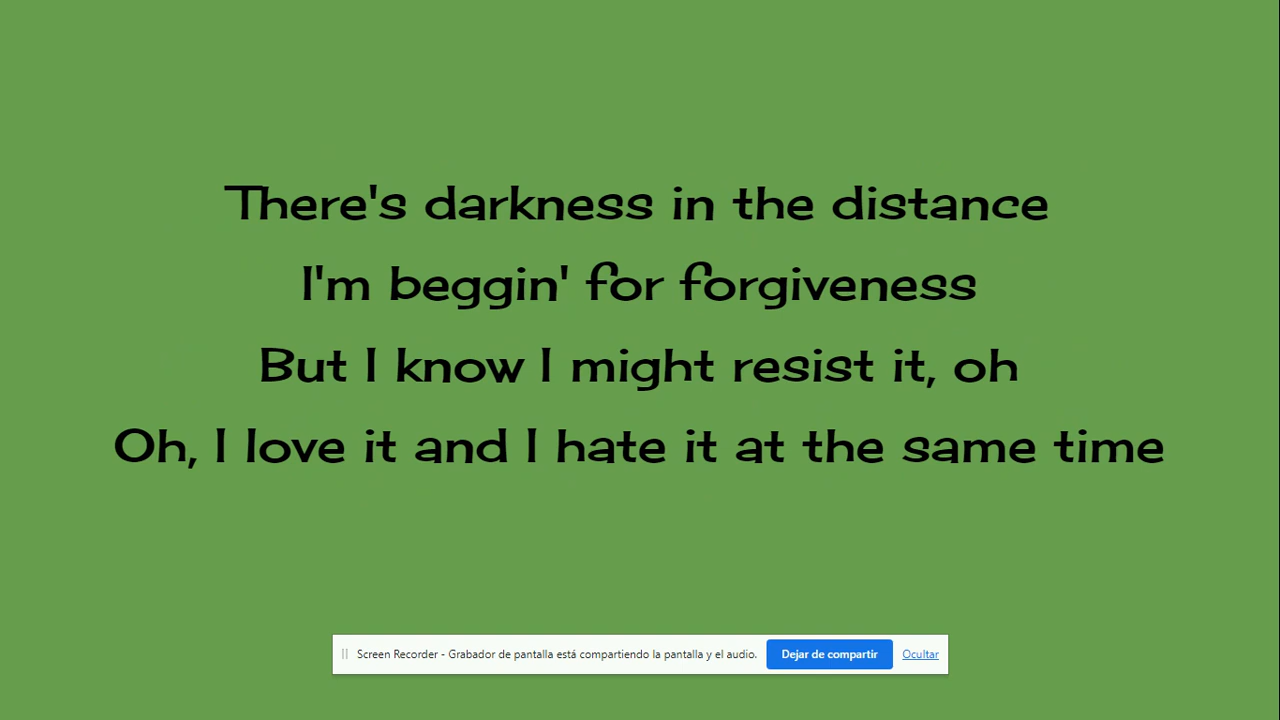 There's darkness in the distance
I'm beggin' for forgiveness
But I know I might resist it, oh
Oh, I love it and I hate it at the same time
Screen Recorder - Grabador de pantalla está compartiendo la pantalla y el audio. Dejar de compartir Ocultar